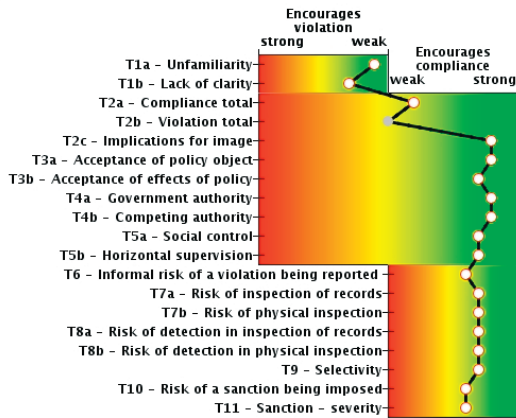 Encourages
violation
strong weak
Encourages
compliance
weak strong
T1a – Unfamiliarity
T1b – Lack of clarity
T2a – Compliance total
T2b – Violation total
T2c – Implications for image
T3a – Acceptance of policy object
T3b – Acceptance of effects of policy
T4a – Government authority
T4b – Competing authority
T5a – Social control
T5b – Horizontal supervision
T6 – Informal risk of a violation being reported
T7a – Risk of inspection of records
T7b – Risk of physical inspection
T8a – Risk of detection in inspection of records
T8b – Risk of detection in physical inspection
T9 – Selectivity
T10 – Risk of a sanction being imposed
T11 – Sanction – severity